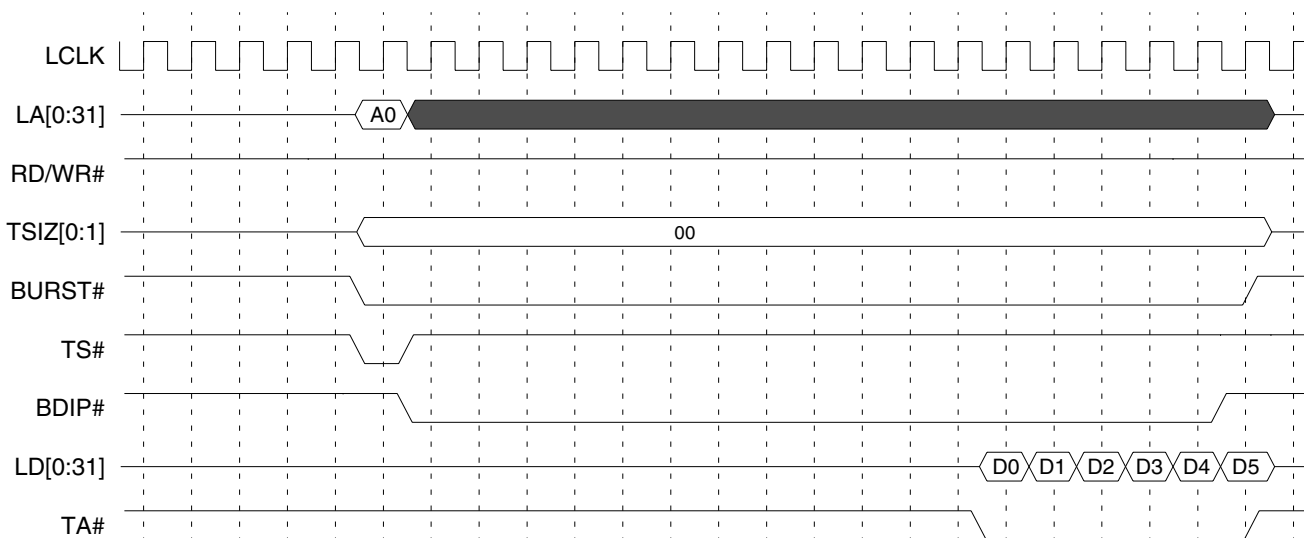 LCLK
LA[0:31] A0
RD/WR#
TSIZ[0:1] 00
BURST#
TS#
BDIP#
LD[0:31] D0 D1 D2 D3 D4 D5
TA#